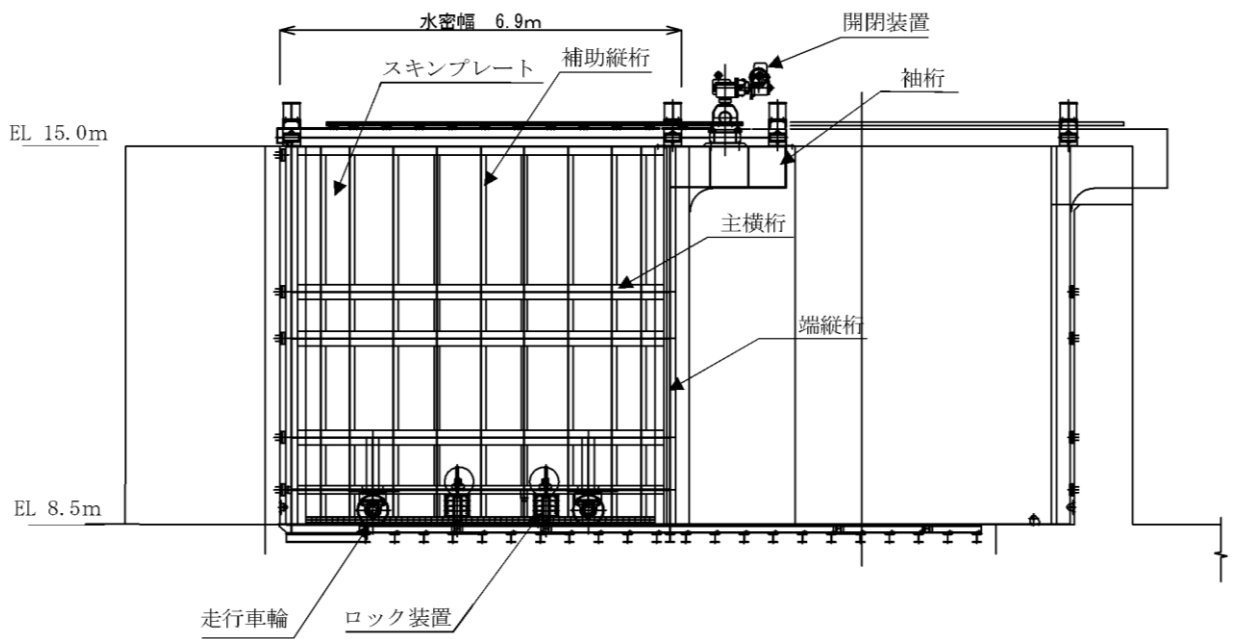 水密幅 6.9m
開閉装置
スキンプレート
補助縦桁
袖桁
EL 15.0m
主横桁
端縦桁
EL 8.5m
走行車輪
ロック装置